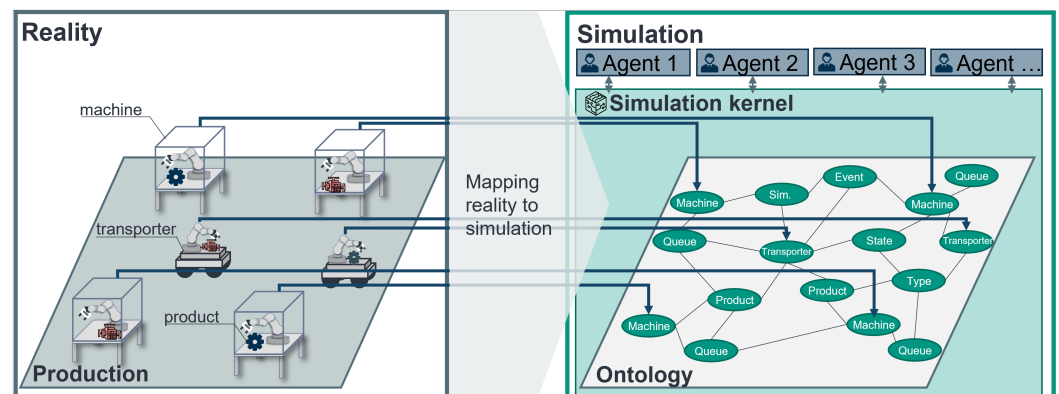 Reality
machine
transporter
product
Production
Mapping
reality to
simulation
Simulation
Agent 1
Agent 2
Agent 3
Agent ...
Simulation kernel
Event
Queue
Sim.
Machine
Machine
Queue
State
Transporter
Transporter
Type
Product
Product
Machine
Machine
Queue
Queue
Ontology